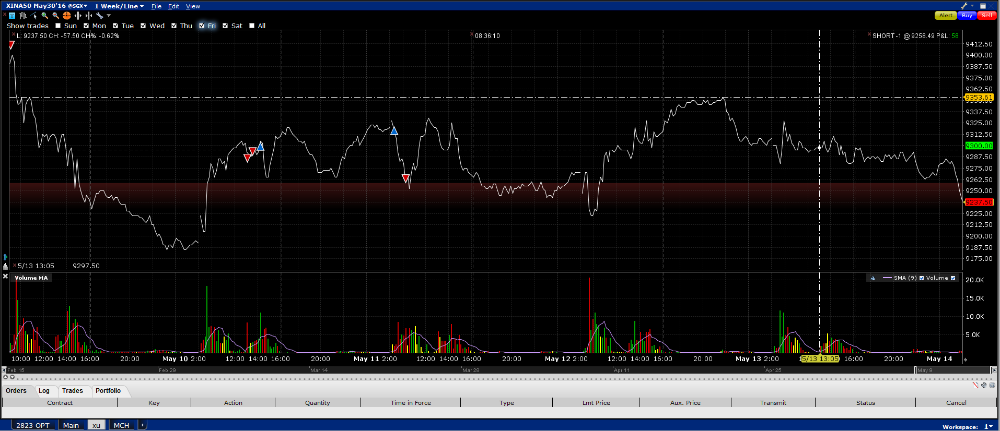 XINA50 May30'16 @SGX 1 Week/Line File Edit View
Alert Buy Sell
Show trades Sun Mon Tue Wed Thu Fri Sat All
L: 9237.50 CH: -57.50 CH%: -0.62% 08:36:10 SHORT -1 @ 9258.49 P&L: 58
9412.50
9400.00
9387.50
9375.00
9362.50
9353.61
9337.50
9325.00
9312.50
9300.00
9287.50
9275.00
9262.50
9250.00
9237.50
9225.00
9212.50
9200.00
9187.50
9175.00
5/13 13:05 9297.50
Volume MA SMA (9) Volume
20.0K
15.0K
10.0K
5.0K
10:00 12:00 14:00 16:00 20:00 May 10 2:00 12:00 14:00 16:00 20:00 May 11 2:00 12:00 14:00 16:00 20:00 May 12 2:00 12:00 14:00 16:00 20:00 May 13 2:00 5/13 13:05 16:00 20:00 May 14
Feb 15 Feb 29 Mar 14 Mar 28 Apr 11 Apr 25 May 9
Orders Log Trades Portfolio
Contract Key Action Quantity Time in Force Type Lmt Price Aux. Price Transmit Status Cancel
2823 OPT Main xu MCH + Workspace: 1